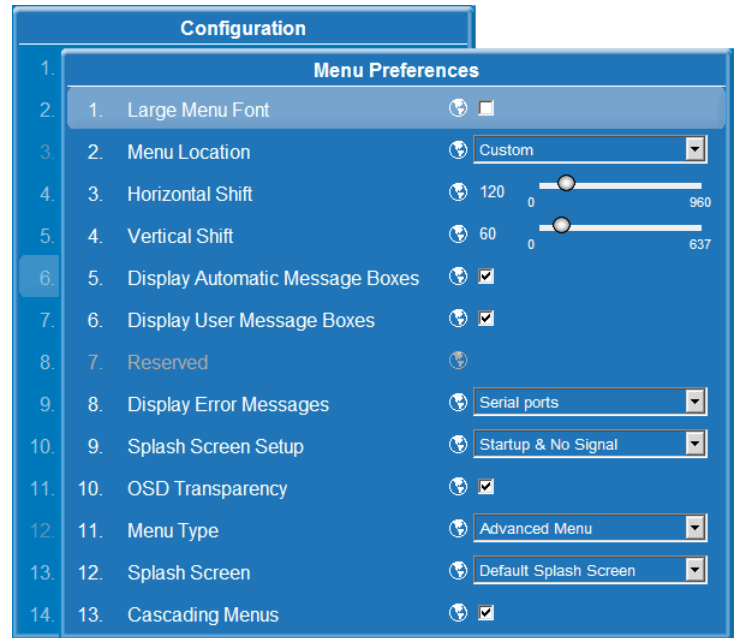 Configuration
1.
Menu Preferences
2. 1. Large Menu Font
3. 2. Menu Location Custom
4. 3. Horizontal Shift 120 0 960
5. 4. Vertical Shift 60 0 637
6. 5. Display Automatic Message Boxes
7. 6. Display User Message Boxes
8. 7. Reserved
9. 8. Display Error Messages Serial ports
10. 9. Splash Screen Setup Startup & No Signal
11. 10. OSD Transparency
12. 11. Menu Type Advanced Menu
13. 12. Splash Screen Default Splash Screen
14. 13. Cascading Menus